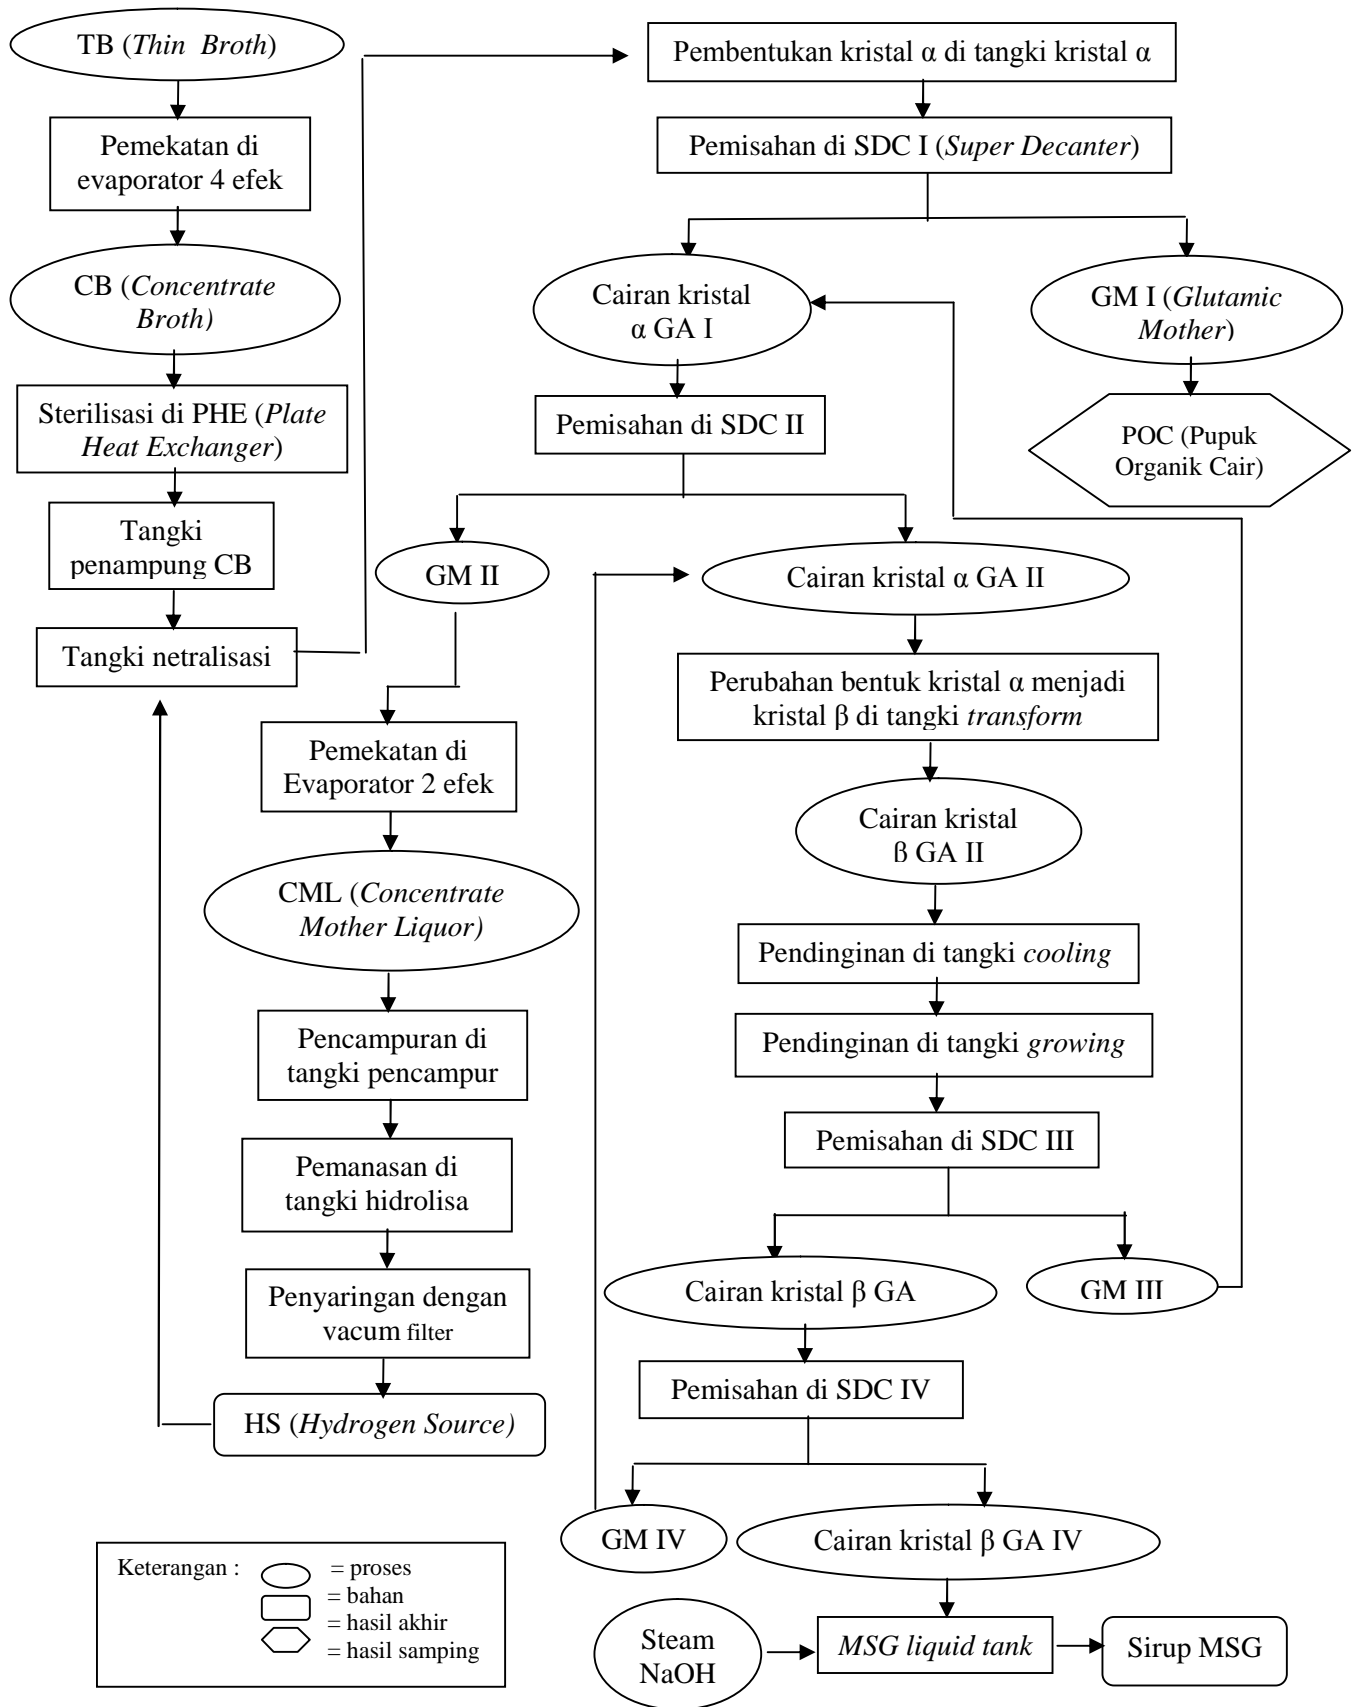 TB (Thin Broth)
Pemekatan di
evaporator 4 efek
CB (Concentrate
Broth)
Sterilisasi di PHE (Plate
Heat Exchanger)
Tangki
penampung CB
Tangki netralisasi
Pembentukan kristal α di tangki kristal α
Pemisahan di SDC I (Super Decanter)
Cairan kristal
α GA I
GM I (Glutamic
Mother)
POC (Pupuk
Organik Cair)
Pemisahan di SDC II
GM II
Cairan kristal α GA II
Pemekatan di
Evaporator 2 efek
CML (Concentrate
Mother Liquor)
Pencampuran di
tangki pencampur
Pemanasan di
tangki hidrolisa
Penyaringan dengan
vacum filter
HS (Hydrogen Source)
Perubahan bentuk kristal α menjadi
kristal β di tangki transform
Cairan kristal
β GA II
Pendinginan di tangki cooling
Pendinginan di tangki growing
Pemisahan di SDC III
Cairan kristal β GA
GM III
Pemisahan di SDC IV
GM IV
Cairan kristal β GA IV
Steam
NaOH
MSG liquid tank
Sirup MSG
Keterangan :
= proses
= bahan
= hasil akhir
= hasil samping